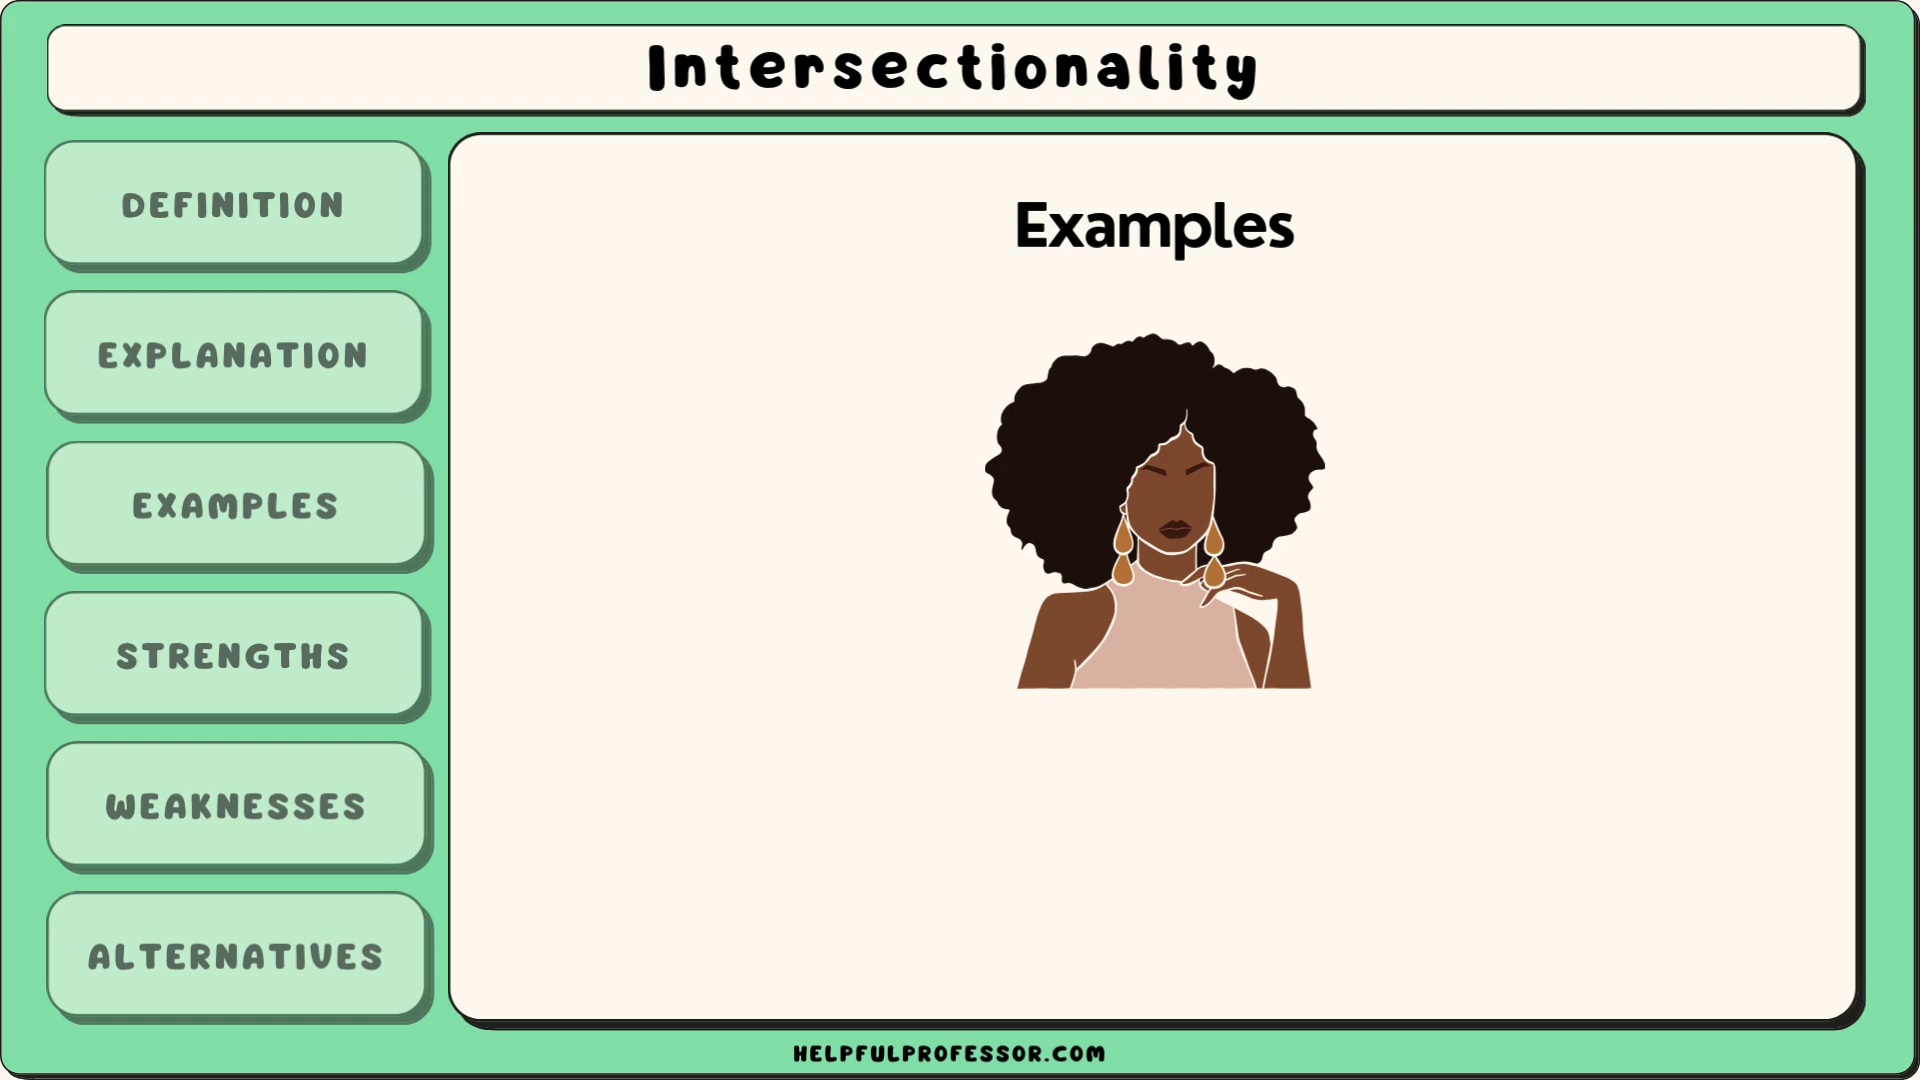 Intersectionality
DEFINITION
EXPLANATION
EXAMPLES
STRENGTHS
WEAKNESSES
ALTERNATIVES
Examples
HELPFULPROFESSOR.COM